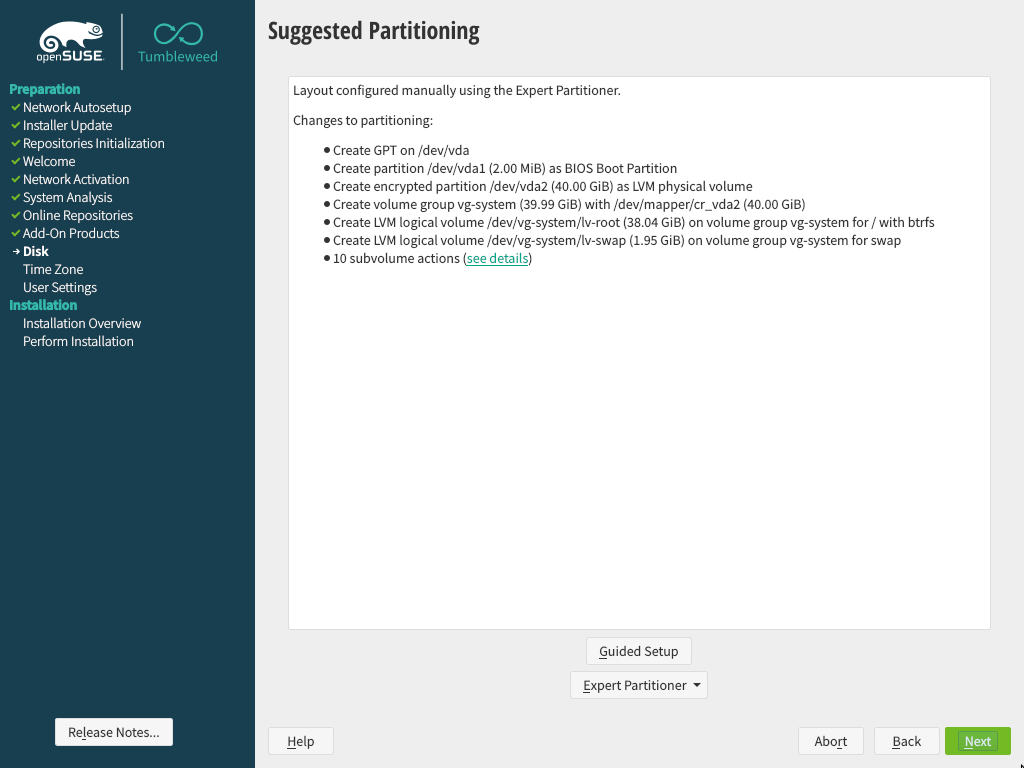 openSUSE
Tumbleweed
Preparation
Network Autosetup
Installer Update
Repositories Initialization
Welcome
Network Activation
System Analysis
Online Repositories
Add-On Products
Disk
Time Zone
User Settings
Installation
Installation Overview
Perform Installation
Release Notes...
Suggested Partitioning
Layout configured manually using the Expert Partitioner.
Changes to partitioning:
Create GPT on /dev/vda
Create partition /dev/vda1 (2.00 MiB) as BIOS Boot Partition
Create encrypted partition /dev/vda2 (40.00 GiB) as LVM physical volume
Create volume group vg-system (39.99 GiB) with /dev/mapper/cr_vda2 (40.00 GiB)
Create LVM logical volume /dev/vg-system/lv-root (38.04 GiB) on volume group vg-system for / with btrfs
Create LVM logical volume /dev/vg-system/lv-swap (1.95 GiB) on volume group vg-system for swap
10 subvolume actions (see details)
Guided Setup
Expert Partitioner
Help
Abort
Back
Next